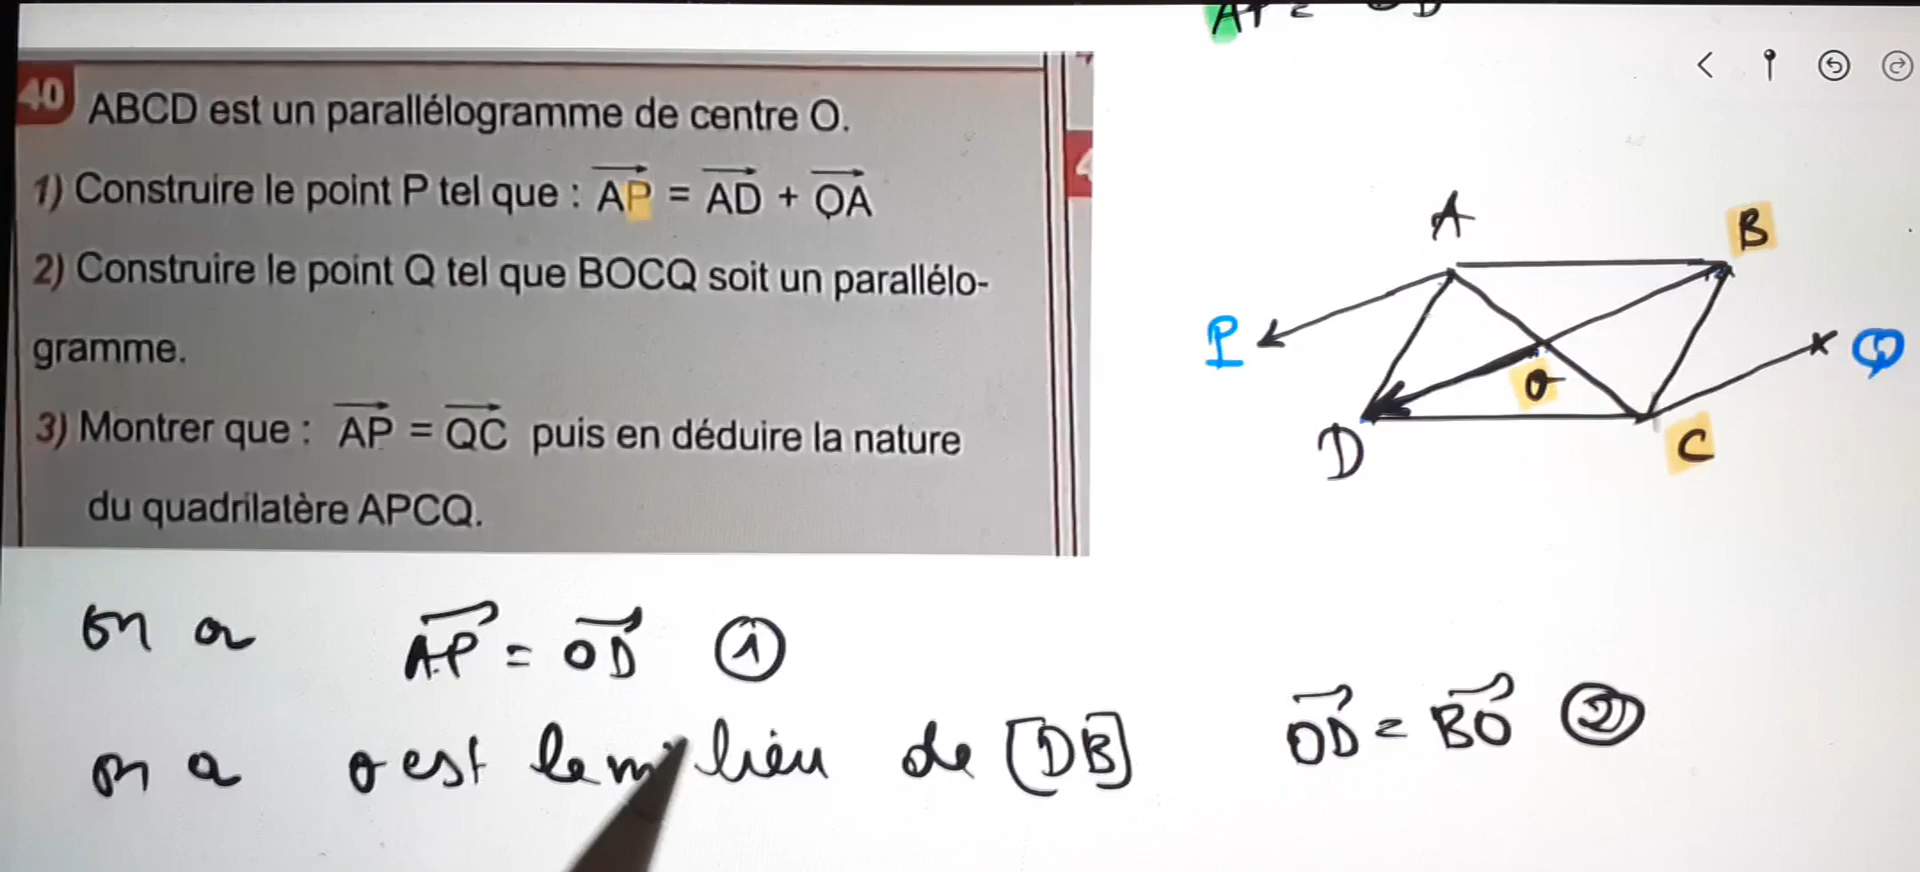 40 ABCD est un parallélogramme de centre O.
1) Construire le point P tel que : AP = AD + OA
2) Construire le point Q tel que BOCQ soit un parallélo-
gramme.
3) Montrer que : AP = QC puis en déduire la nature
du quadrilatère APCQ.
A
B
P
Q
O
D
C
on a AP = OD ①
on a O est le milieu de [DB] OD = BO ②